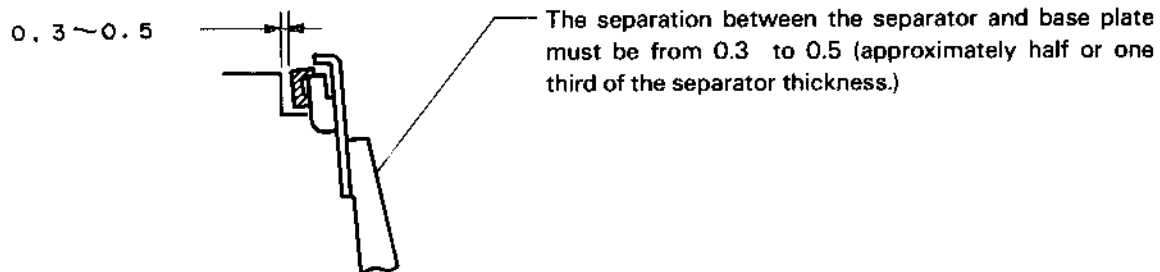 0.3~0.5
The separation between the separator and base plate
must be from 0.3 to 0.5 (approximately half or one
third of the separator thickness.)